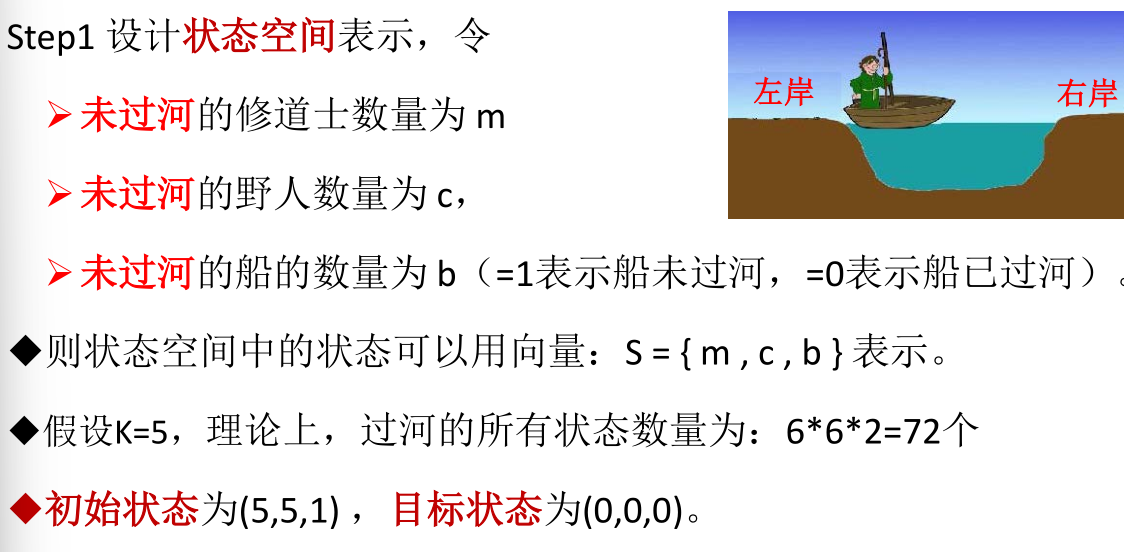 Step1 设计状态空间表示，令
➢ 未过河的修道士数量为 m
➢ 未过河的野人数量为 c，
➢ 未过河的船的数量为 b（=1表示船未过河，=0表示船已过河）。
◆则状态空间中的状态可以用向量：S = { m , c , b } 表示。
◆假设K=5，理论上，过河的所有状态数量为：6*6*2=72个
◆初始状态为(5,5,1) ，目标状态为(0,0,0)。
左岸
右岸